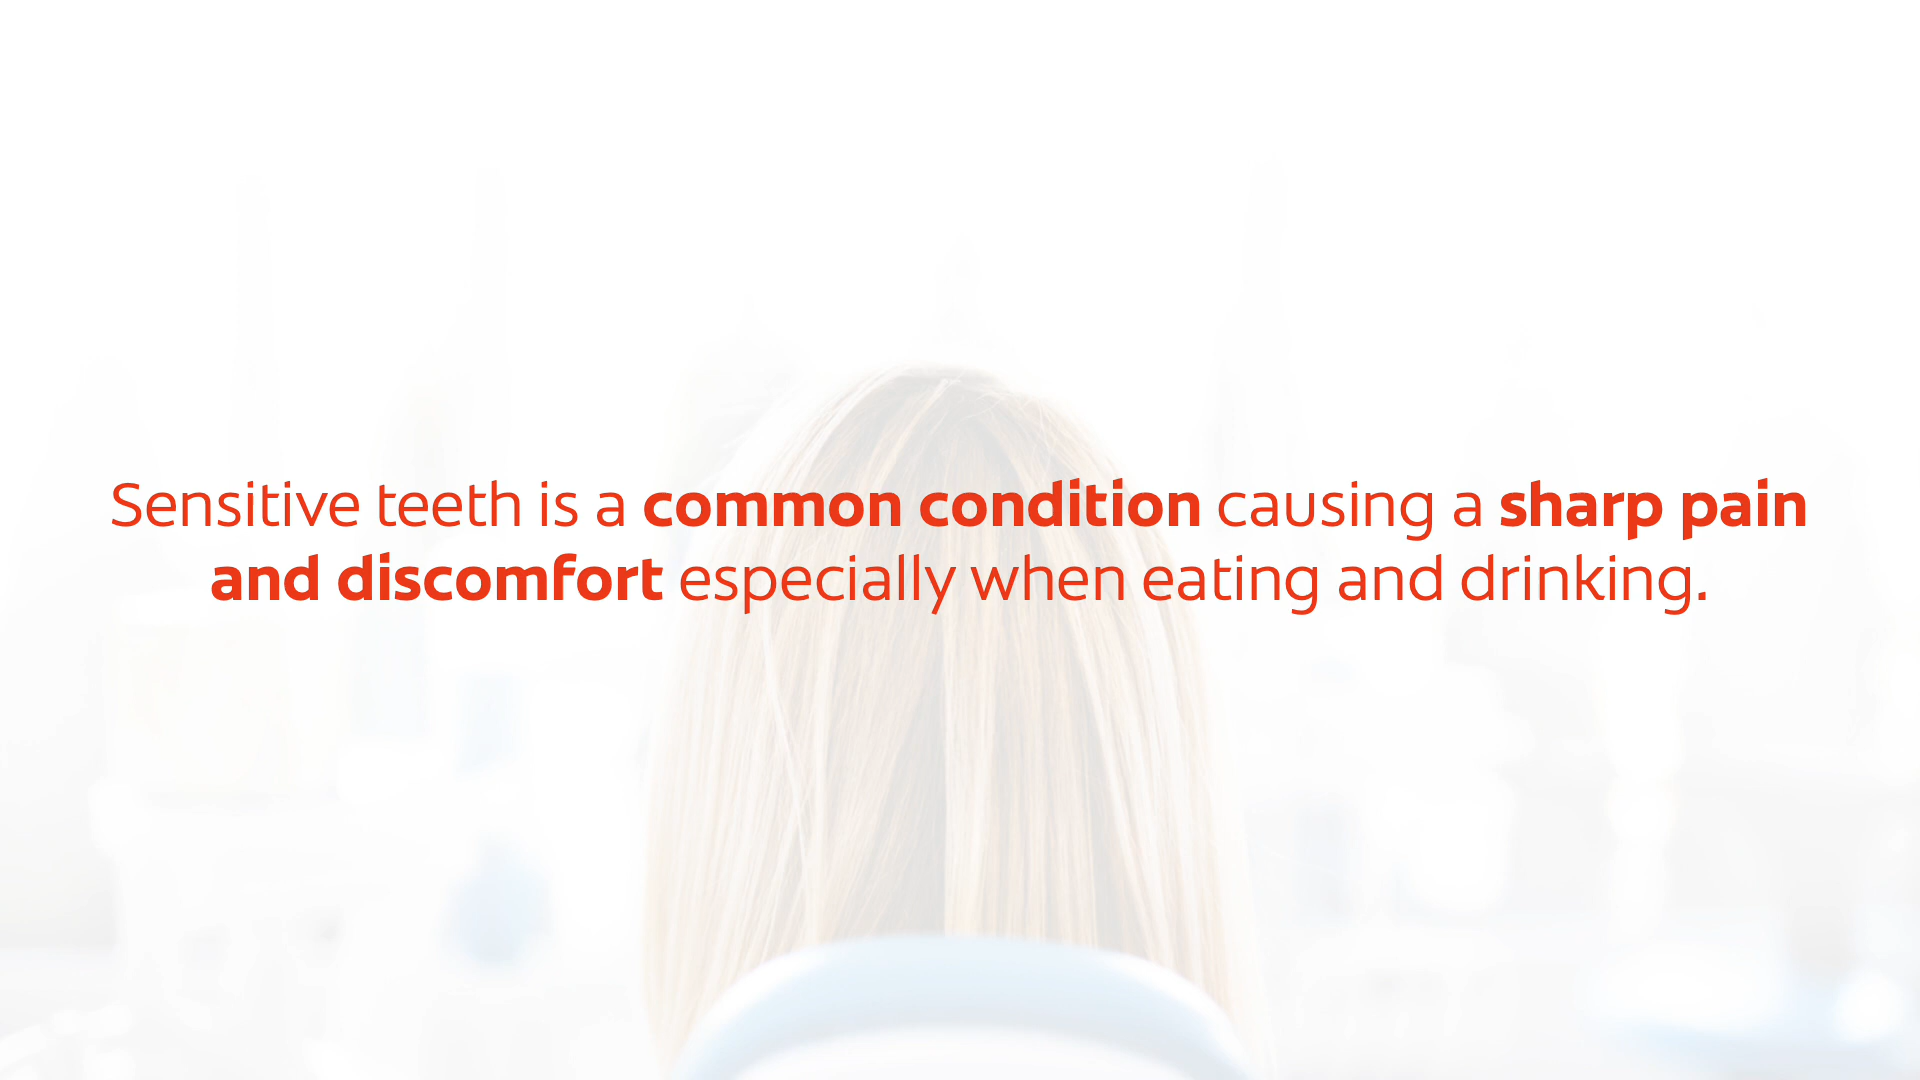 Sensitive teeth is a common condition causing a sharp pain
and discomfort especially when eating and drinking.